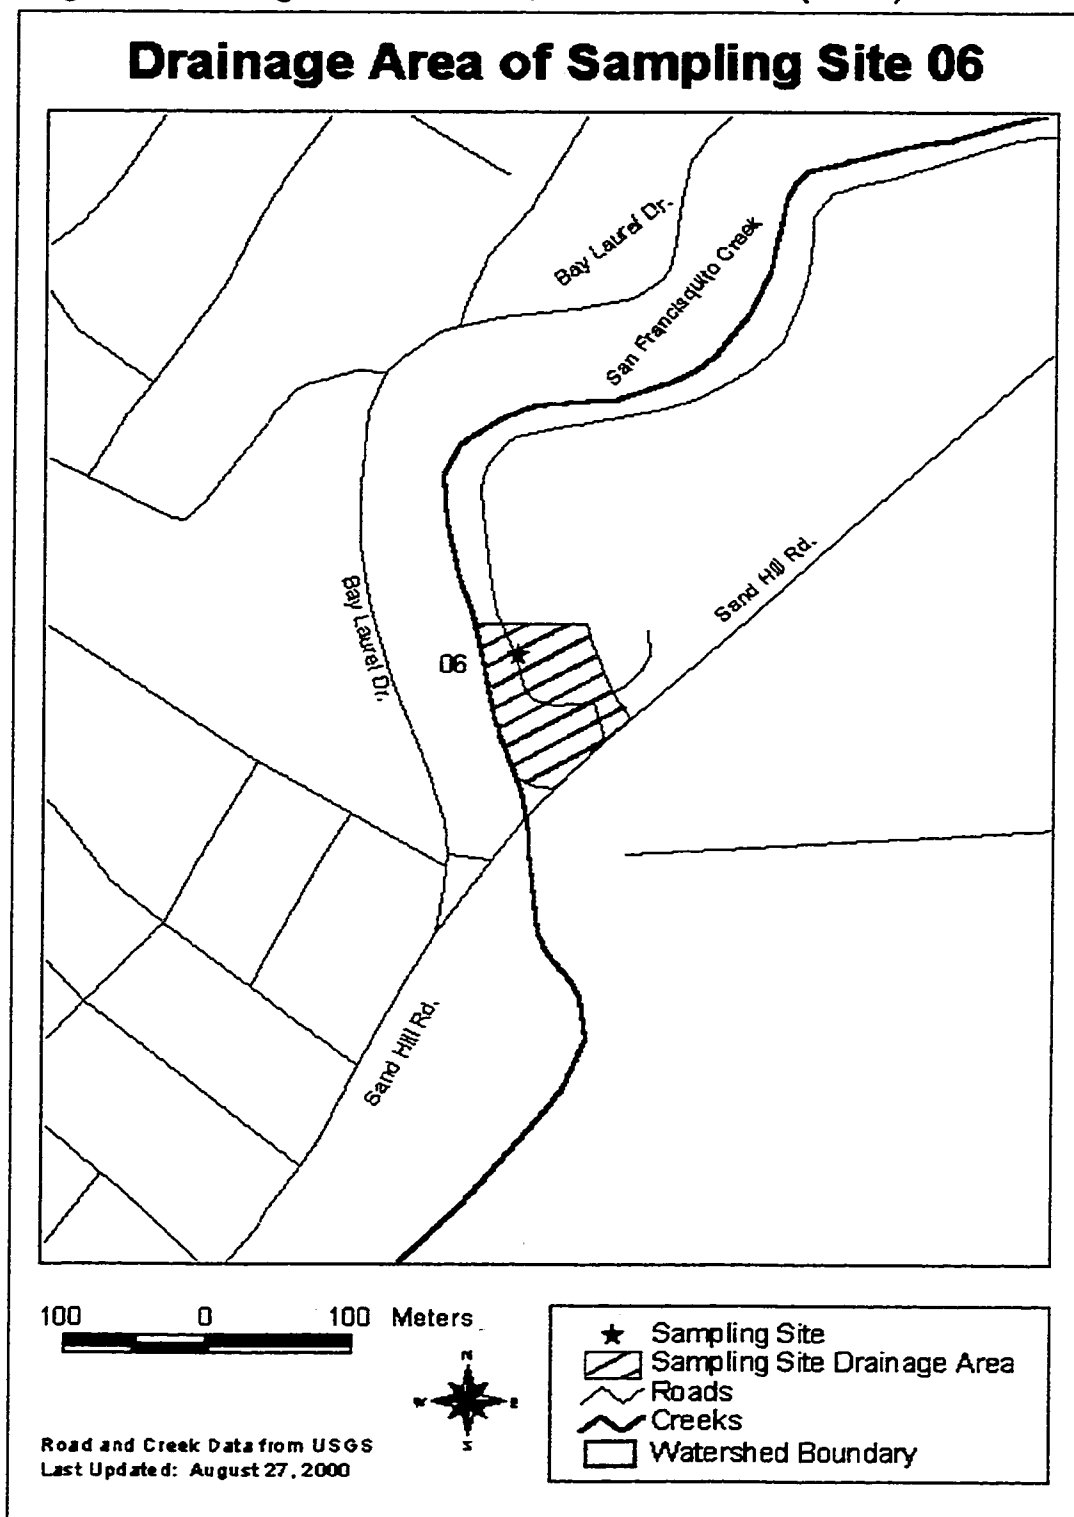 Drainage Area of Sampling Site 06
Bay Laurel Dr.
San Francisquito Creek
Sand Hill Rd.
Bay Laurel Dr.
06
Sand Hill Rd.
100 0 100 Meters
N
W E
S
Sampling Site
Sampling Site Drainage Area
Roads
Creeks
Watershed Boundary
Road and Creek Data from USGS
Last Updated: August 27, 2000